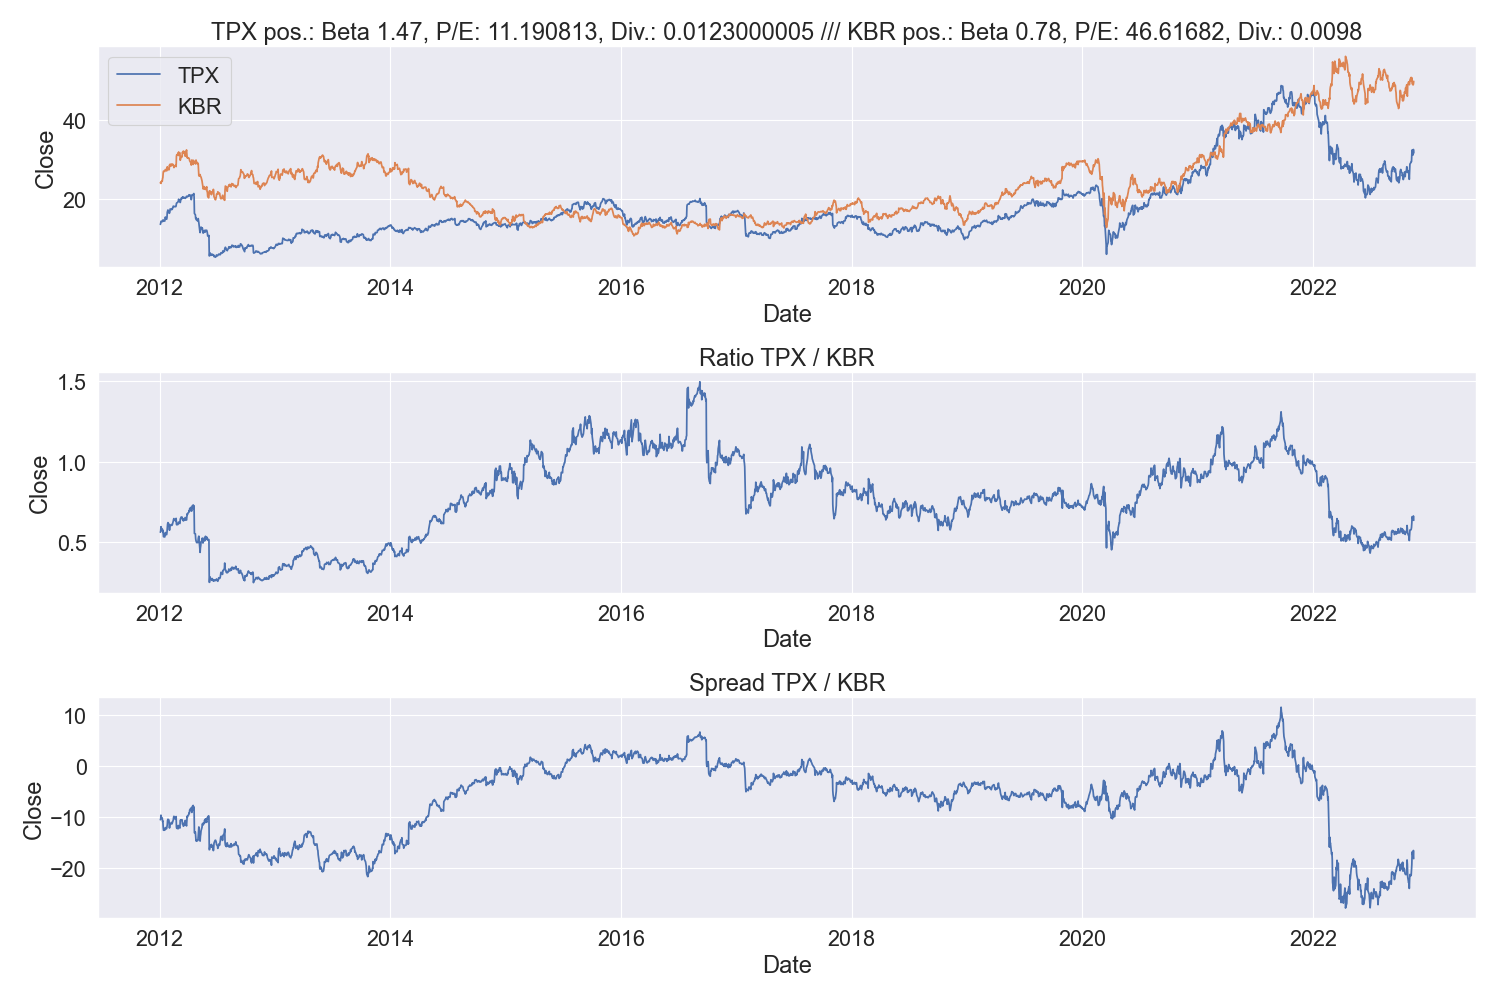 TPX pos.: Beta 1.47, P/E: 11.190813, Div.: 0.0123000005 /// KBR pos.: Beta 0.78, P/E: 46.61682, Div.: 0.0098
TPX
KBR
Close
40
20
2012 2014 2016 2018 2020 2022
Date
Ratio TPX / KBR
Close
1.5
1.0
0.5
2012 2014 2016 2018 2020 2022
Date
Spread TPX / KBR
Close
10
0
−10
−20
2012 2014 2016 2018 2020 2022
Date